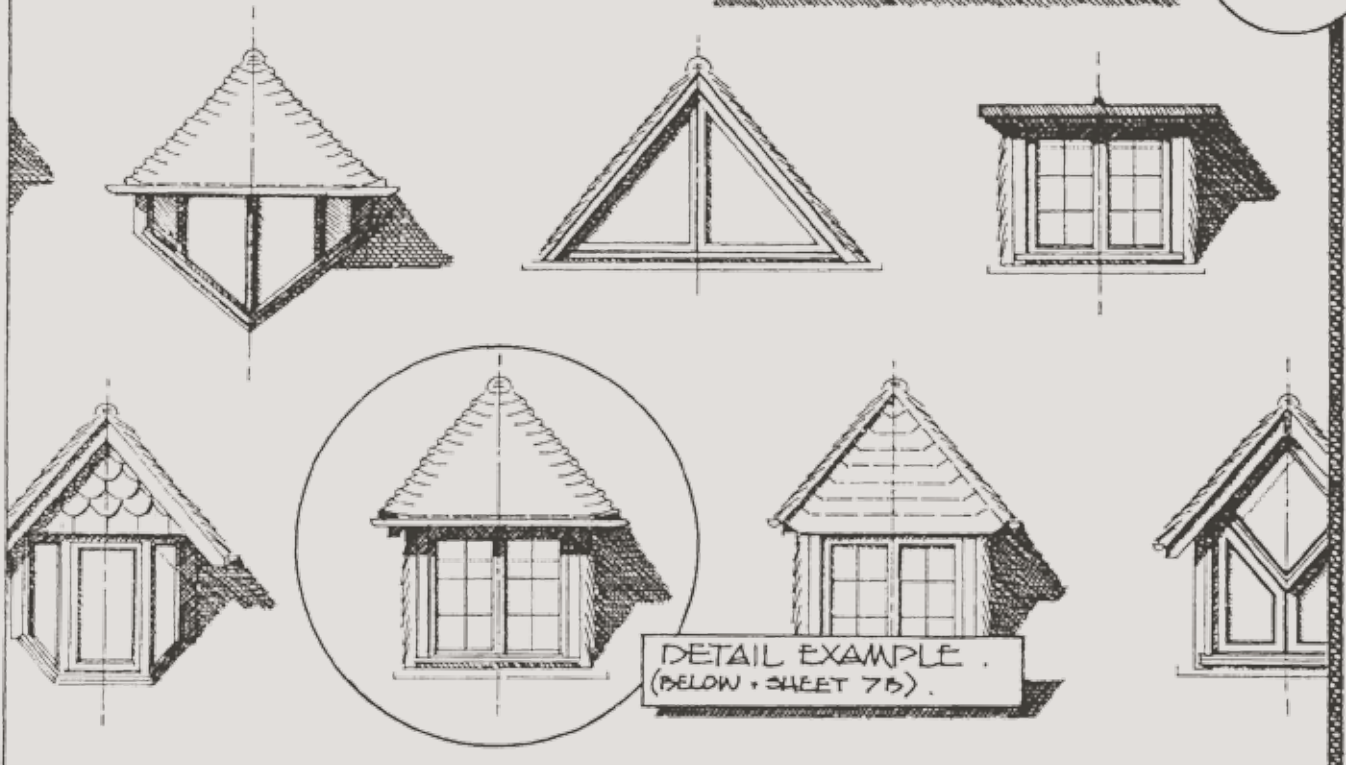 DETAIL EXAMPLE .
(BELOW + SHEET 7B) .